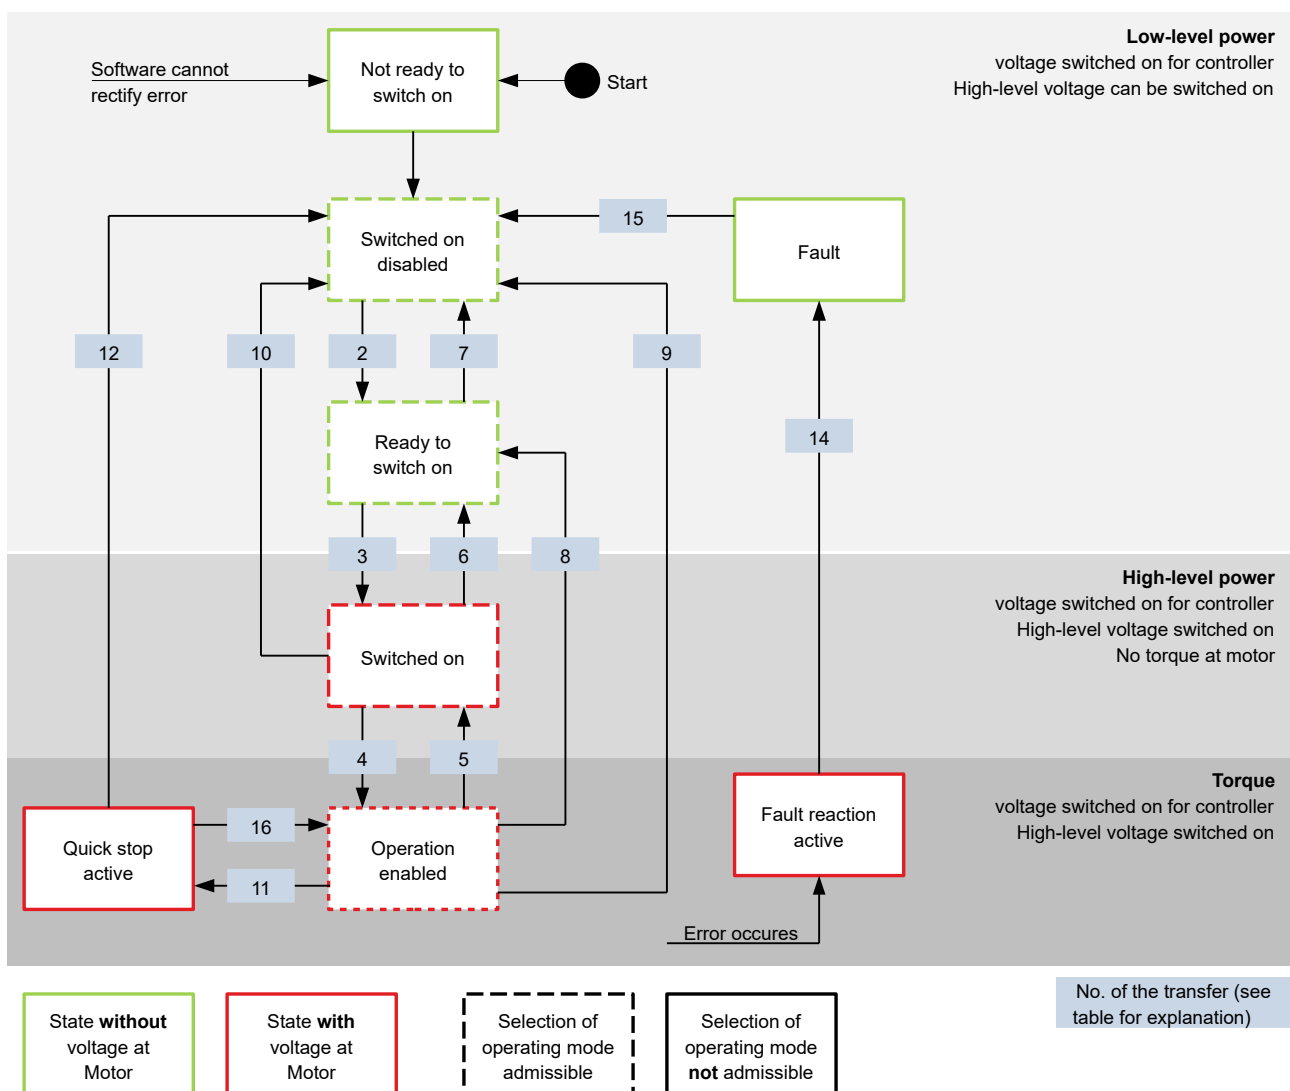 Low-level power
voltage switched on for controller
High-level voltage can be switched on
Software cannot
rectify error
Not ready to
switch on
Start
Switched on
disabled
15
Fault
12
10
2
7
9
Ready to
switch on
14
3
6
8
High-level power
voltage switched on for controller
High-level voltage switched on
No torque at motor
Switched on
4
5
Torque
voltage switched on for controller
High-level voltage switched on
Quick stop
active
16
11
Operation
enabled
Fault reaction
active
Error occures
State without
voltage at
Motor
State with
voltage at
Motor
Selection of
operating mode
admissible
Selection of
operating mode
not admissible
No. of the transfer (see
table for explanation)